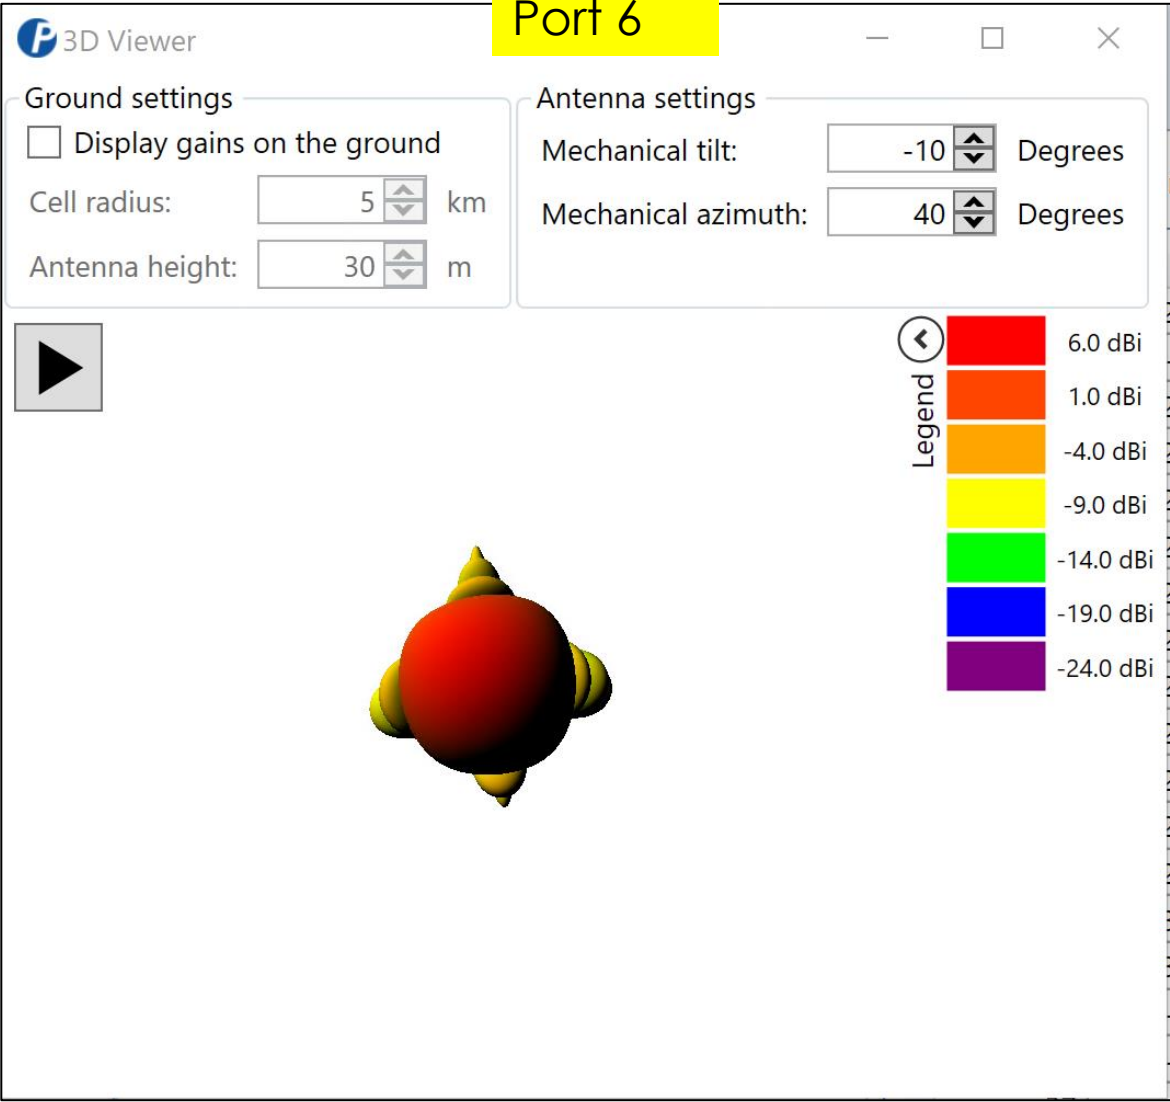 Port 6
3D Viewer
Ground settings
Display gains on the ground
Cell radius: 5 km
Antenna height: 30 m
Antenna settings
Mechanical tilt: -10 Degrees
Mechanical azimuth: 40 Degrees
Legend
6.0 dBi
1.0 dBi
-4.0 dBi
-9.0 dBi
-14.0 dBi
-19.0 dBi
-24.0 dBi